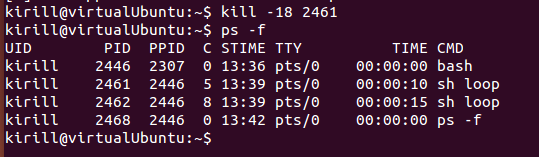 kirill@virtualUbuntu:~$ kill -18 2461
kirill@virtualUbuntu:~$ ps -f
UID        PID  PPID  C STIME TTY          TIME CMD
kirill    2446  2307  0 13:36 pts/0    00:00:00 bash
kirill    2461  2446  5 13:39 pts/0    00:00:10 sh loop
kirill    2462  2446  8 13:39 pts/0    00:00:15 sh loop
kirill    2468  2446  0 13:42 pts/0    00:00:00 ps -f
kirill@virtualUbuntu:~$